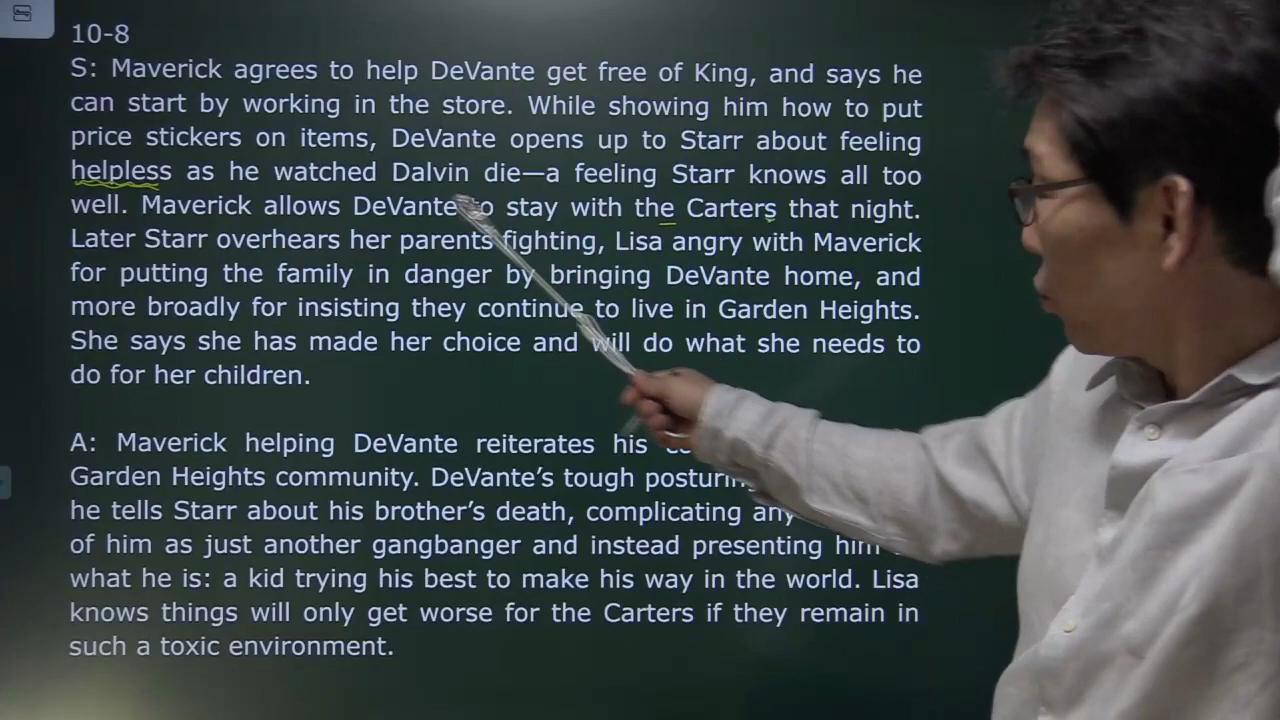 10-8
S: Maverick agrees to help DeVante get free of King, and says he
can start by working in the store. While showing him how to put
price stickers on items, DeVante opens up to Starr about feeling
helpless as he watched Dalvin die—a feeling Starr knows all too
well. Maverick allows DeVante to stay with the Carters that night.
Later Starr overhears her parents fighting, Lisa angry with Maverick
for putting the family in danger by bringing DeVante home, and
more broadly for insisting they continue to live in Garden Heights.
She says she has made her choice and will do what she needs to
do for her children.
A: Maverick helping DeVante reiterates his
Garden Heights community. DeVante’s tough
he tells Starr about his brother’s death, complicating any
of him as just another gangbanger and instead presenting him
what he is: a kid trying his best to make his way in the world. Lisa
knows things will only get worse for the Carters if they remain in
such a toxic environment.